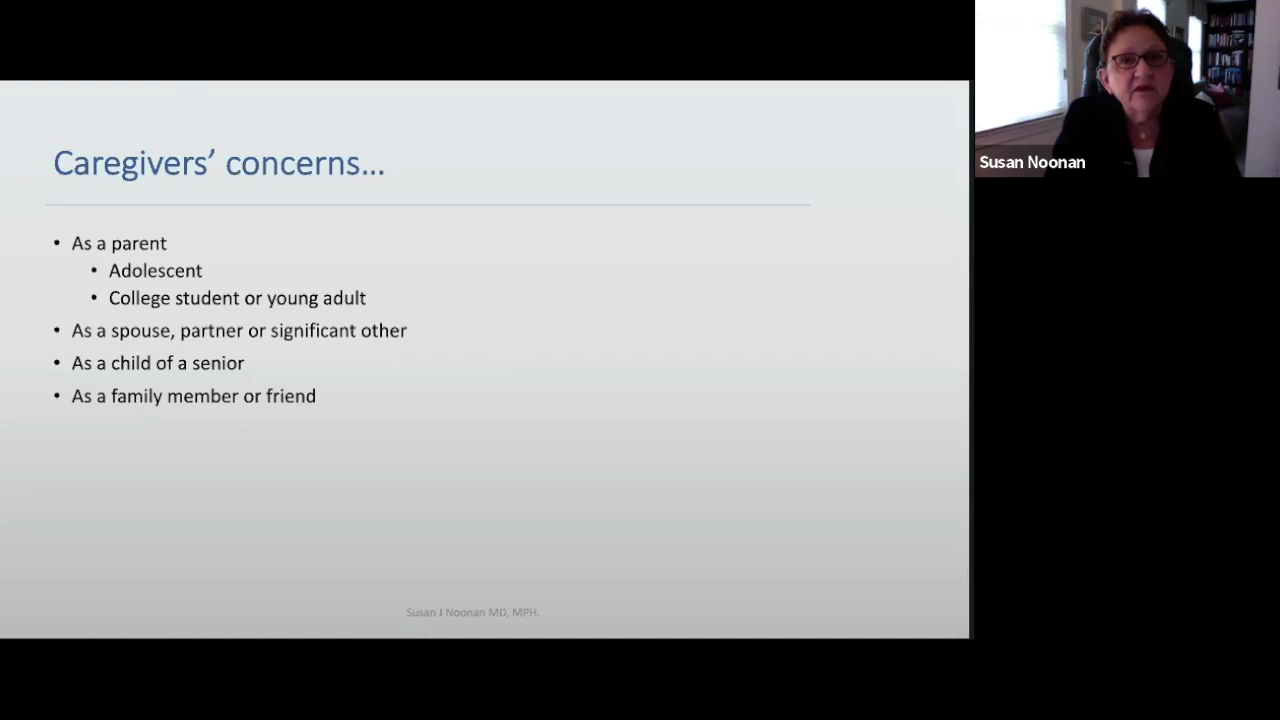 Caregivers’ concerns...
• As a parent
• Adolescent
• College student or young adult
• As a spouse, partner or significant other
• As a child of a senior
• As a family member or friend
Susan J Noonan MD, MPH.
Susan Noonan